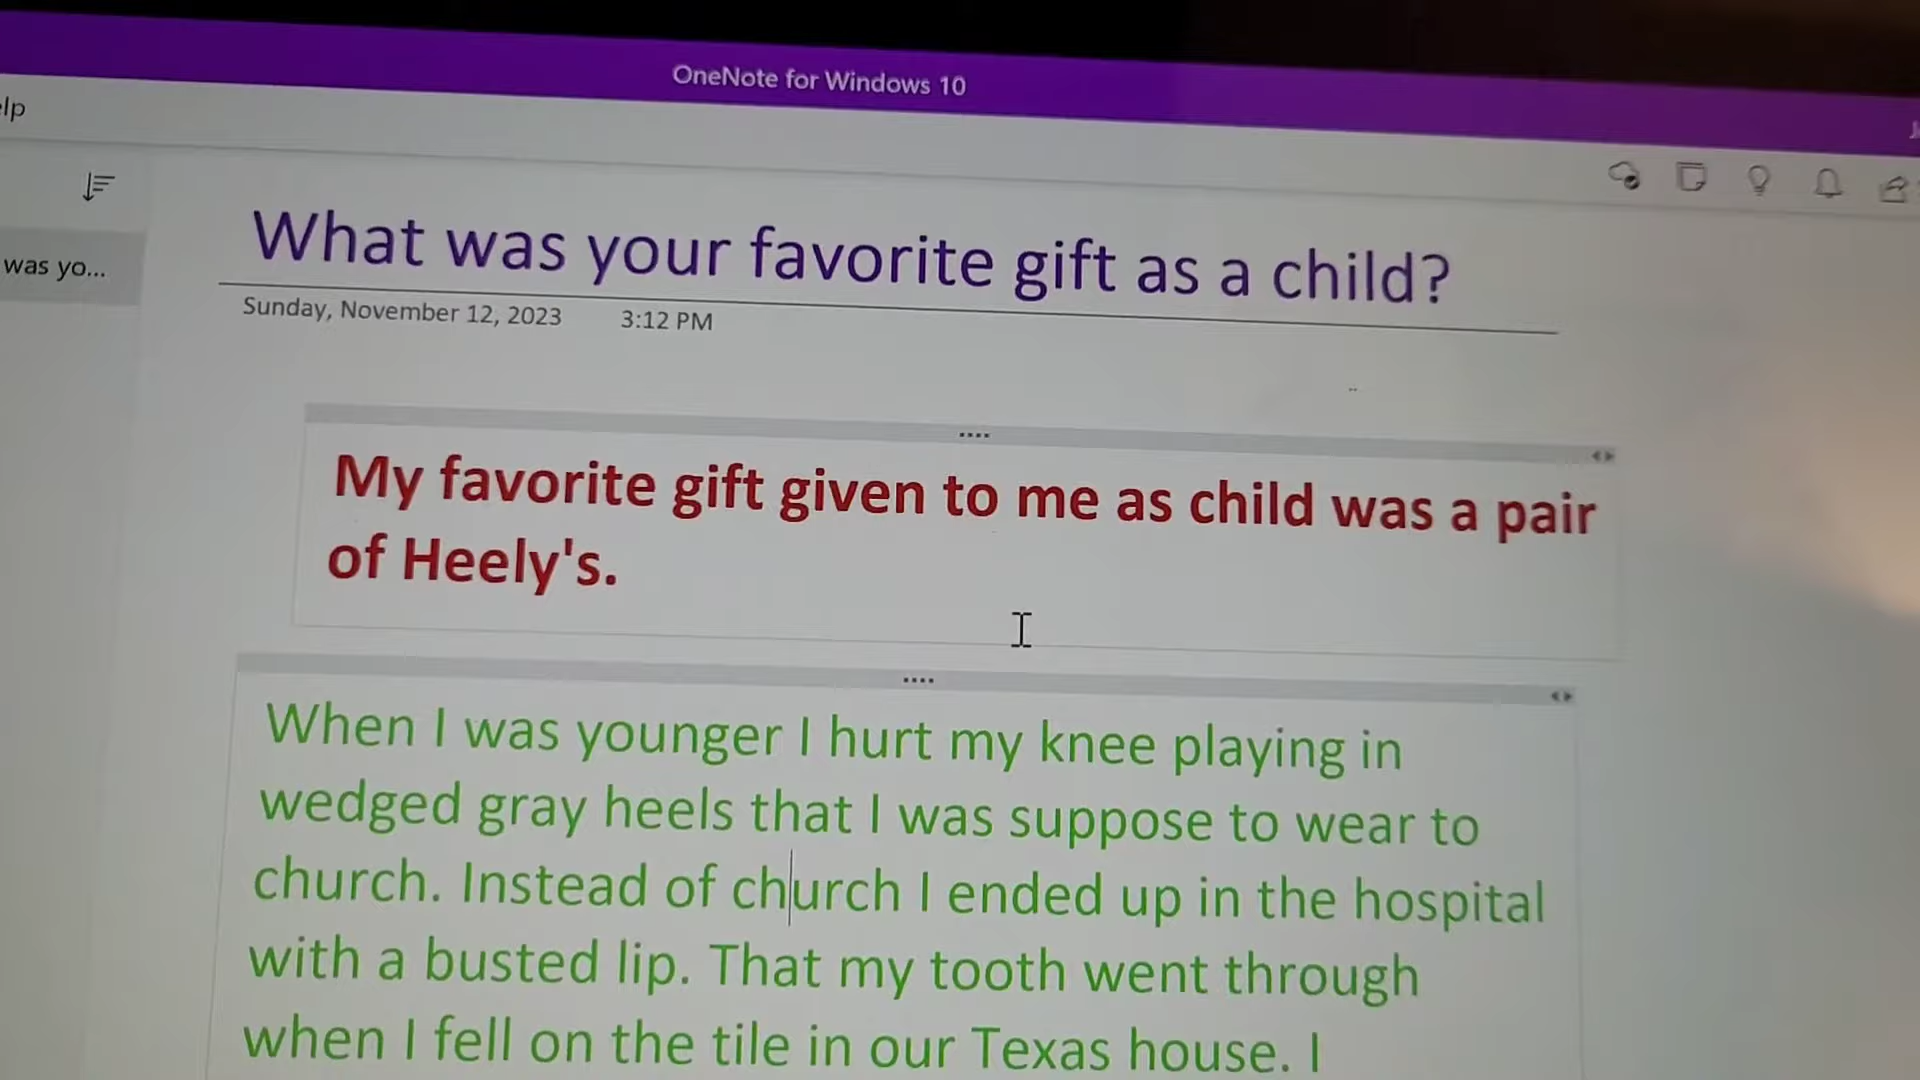 OneNote for Windows 10
elp
What was your favorite gift as a child?
was yo...
Sunday, November 12, 2023 3:12 PM
My favorite gift given to me as child was a pair
of Heely's.
When I was younger I hurt my knee playing in
wedged gray heels that I was suppose to wear to
church. Instead of church I ended up in the hospital
with a busted lip. That my tooth went through
when I fell on the tile in our Texas house. I